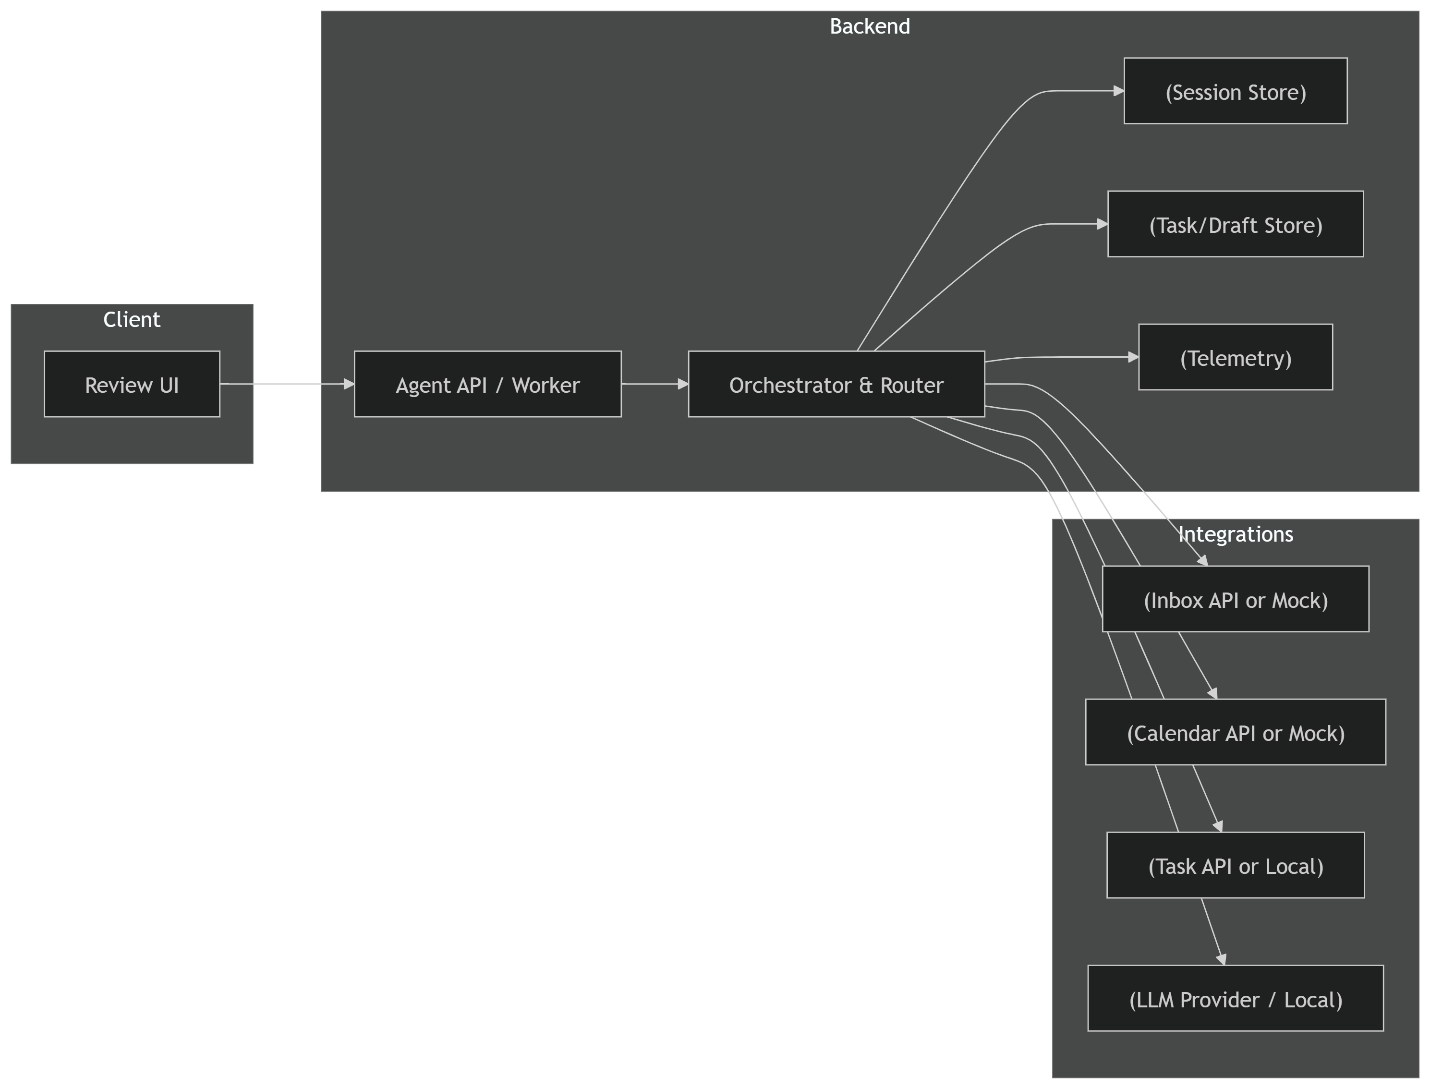 Backend
(Session Store)
(Task/Draft Store)
Client
(Telemetry)
Review UI
Agent API / Worker
Orchestrator & Router
Integrations
(Inbox API or Mock)
(Calendar API or Mock)
(Task API or Local)
(LLM Provider / Local)